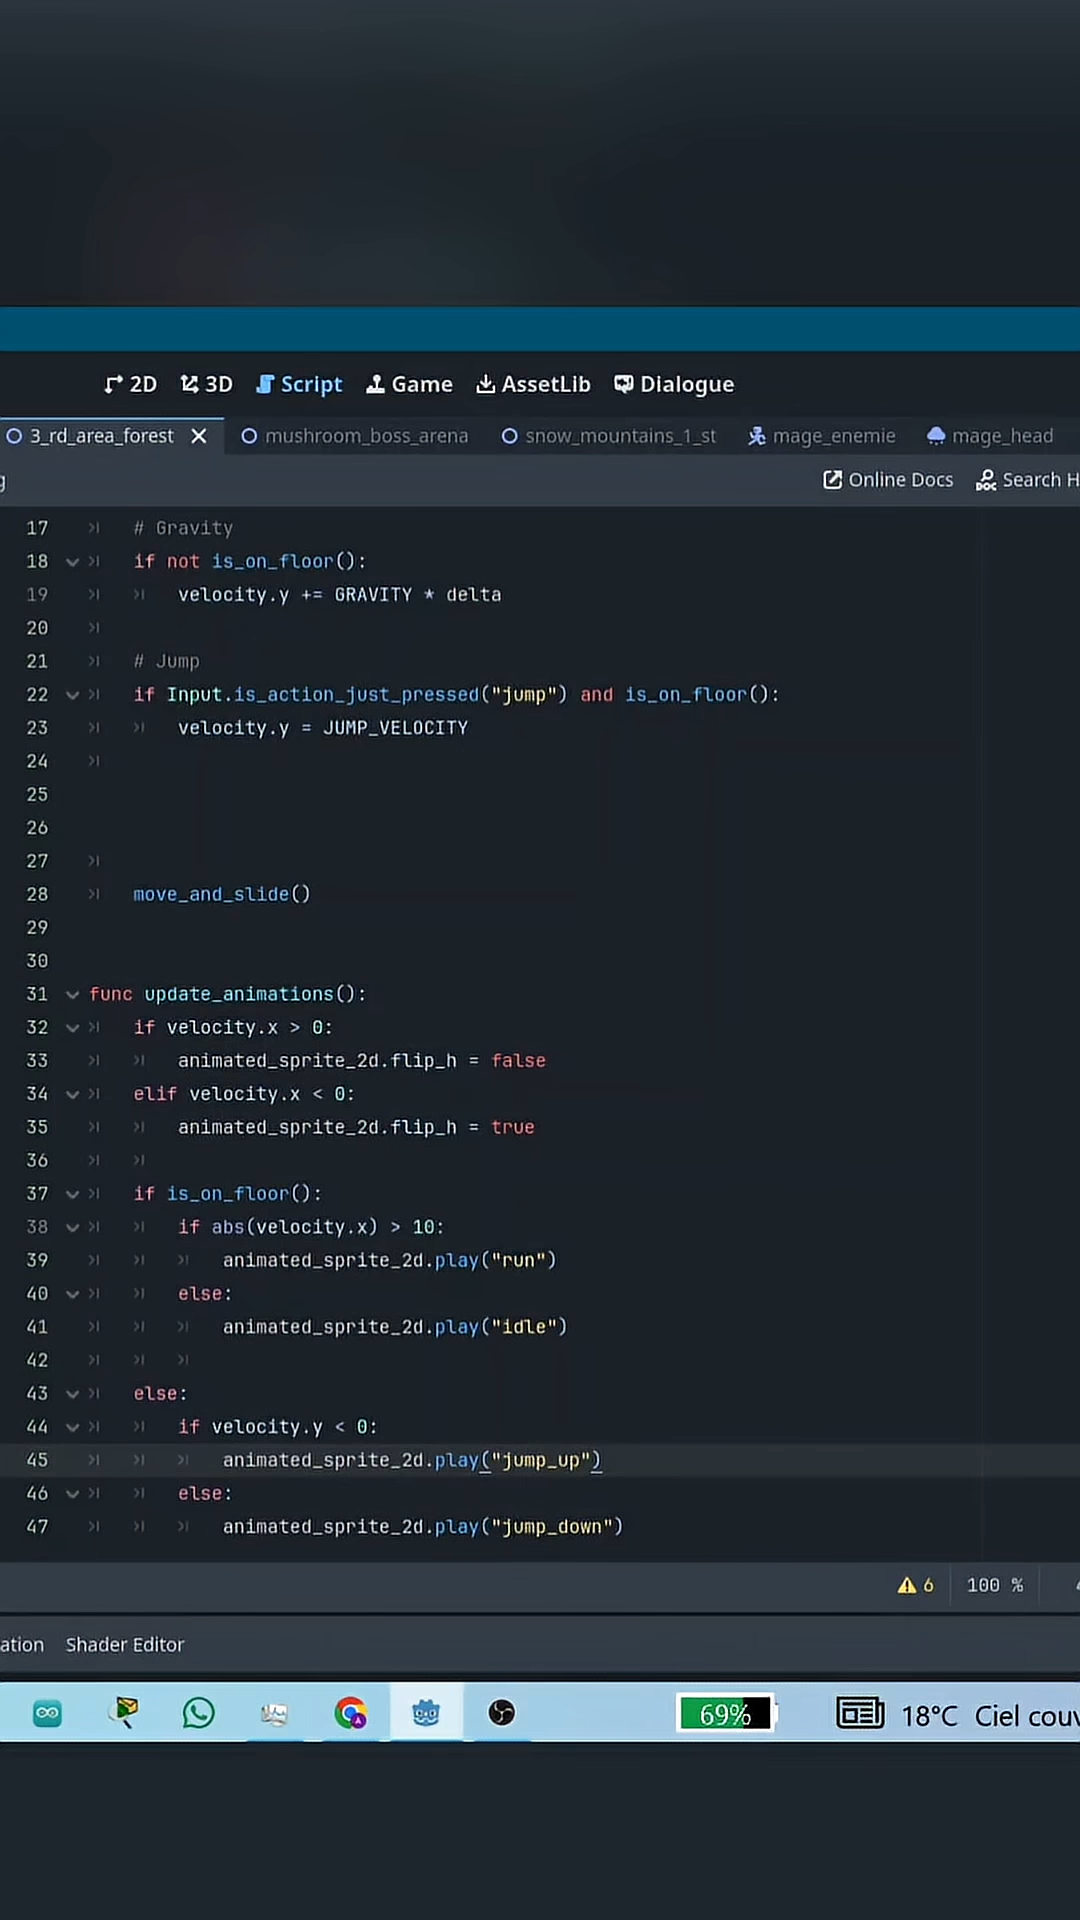 2D 3D Script Game AssetLib Dialogue
3_rd_area_forest mushroom_boss_arena snow_mountains_1_st mage_enemie mage_head
Online Docs Search H
17 # Gravity
18 if not is_on_floor():
19 velocity.y += GRAVITY * delta
20
21 # Jump
22 if Input.is_action_just_pressed("jump") and is_on_floor():
23 velocity.y = JUMP_VELOCITY
24
25
26
27
28 move_and_slide()
29
30
31 func update_animations():
32 if velocity.x > 0:
33 animated_sprite_2d.flip_h = false
34 elif velocity.x < 0:
35 animated_sprite_2d.flip_h = true
36
37 if is_on_floor():
38 if abs(velocity.x) > 10:
39 animated_sprite_2d.play("run")
40 else:
41 animated_sprite_2d.play("idle")
42
43 else:
44 if velocity.y < 0:
45 animated_sprite_2d.play("jump_up")
46 else:
47 animated_sprite_2d.play("jump_down")
6 100 %
ation Shader Editor
69% 18°C Ciel couv